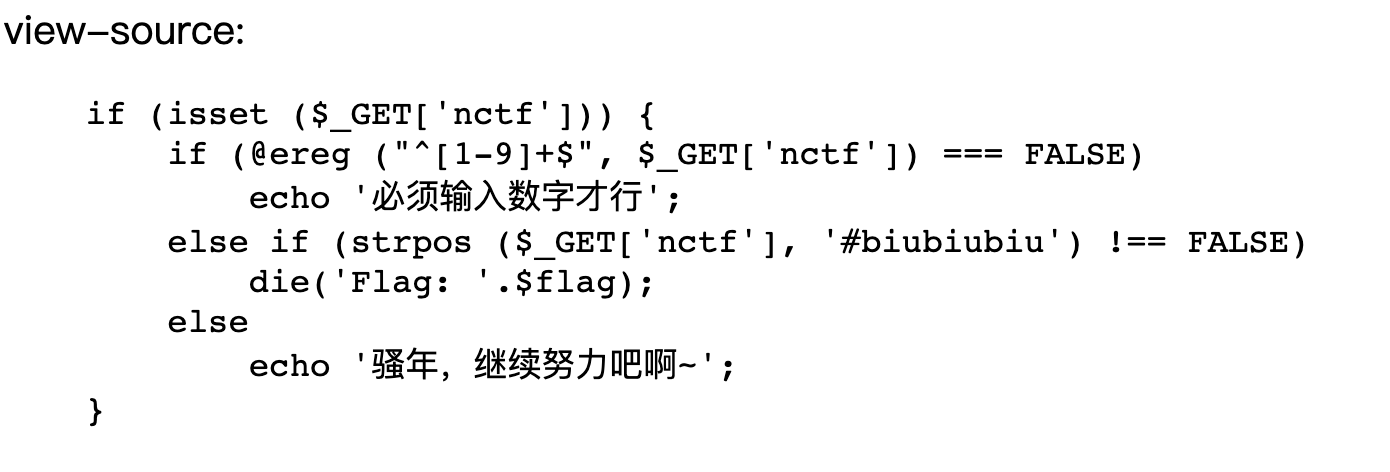 view-source:
if (isset ($_GET['nctf'])) {
if (@ereg ("^[1-9]+$", $_GET['nctf']) === FALSE)
echo '必须输入数字才行';
else if (strpos ($_GET['nctf'], '#biubiubiu') !== FALSE)
die('Flag: '.$flag);
else
echo '骚年，继续努力吧啊~';
}